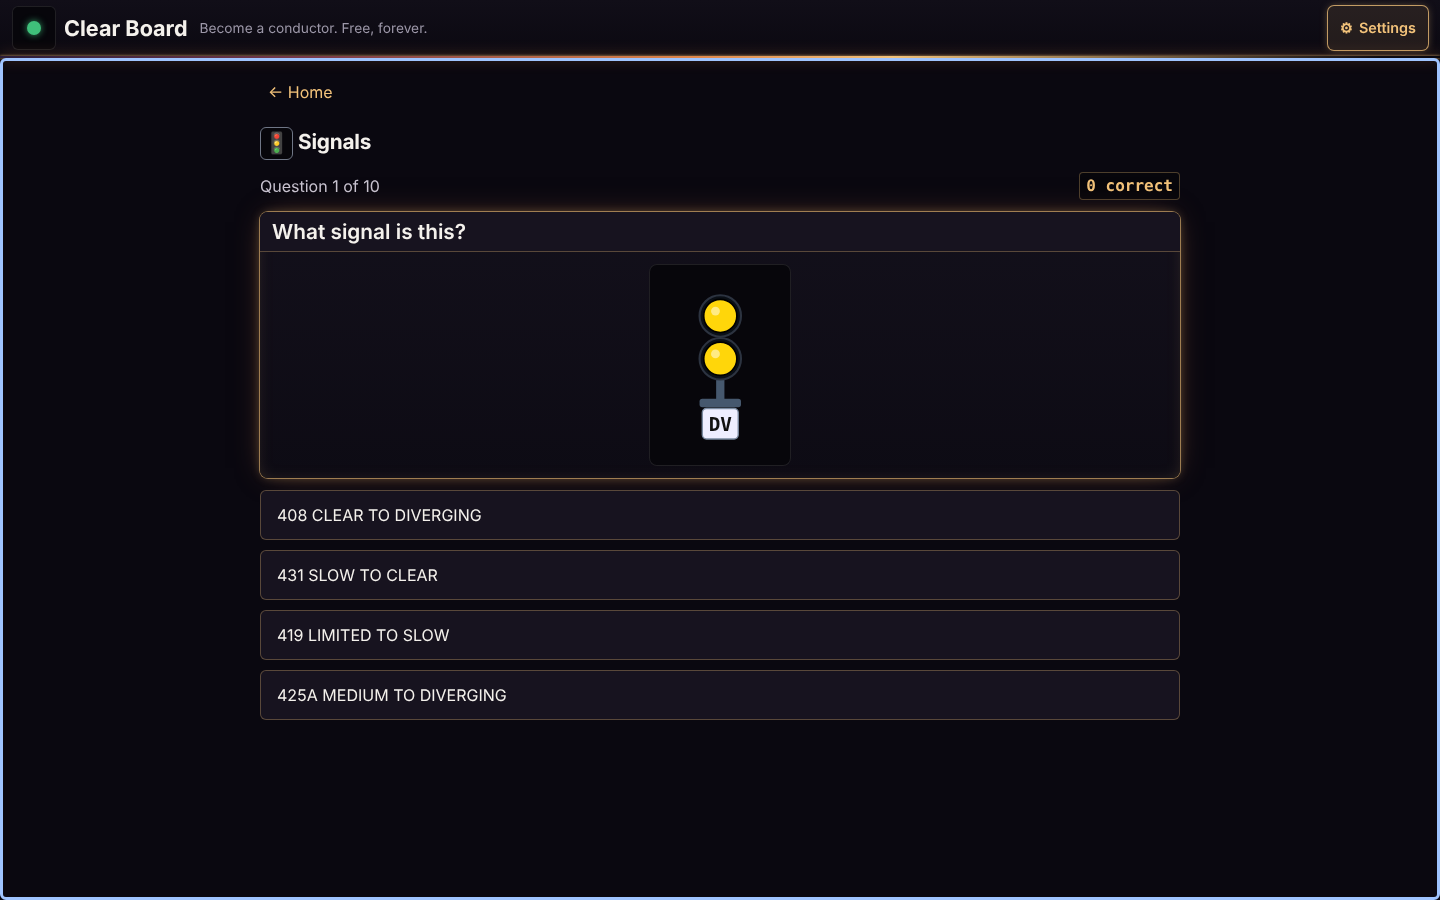 Clear Board
Become a conductor. Free, forever.
⚙ Settings
← Home
Signals
Question 1 of 10
0 correct
What signal is this?
DV
408 CLEAR TO DIVERGING
431 SLOW TO CLEAR
419 LIMITED TO SLOW
425A MEDIUM TO DIVERGING